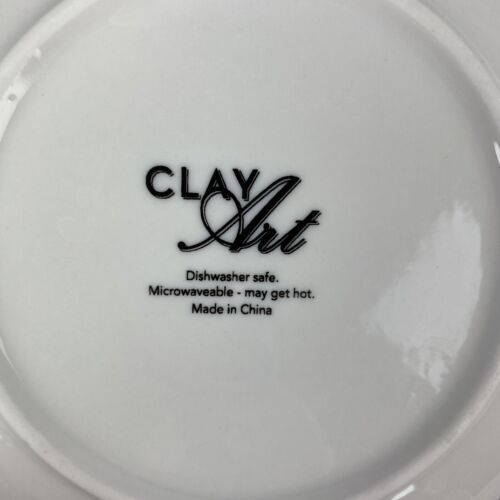 CLAY
Art
Dishwasher safe.
Microwaveable - may get hot.
Made in China